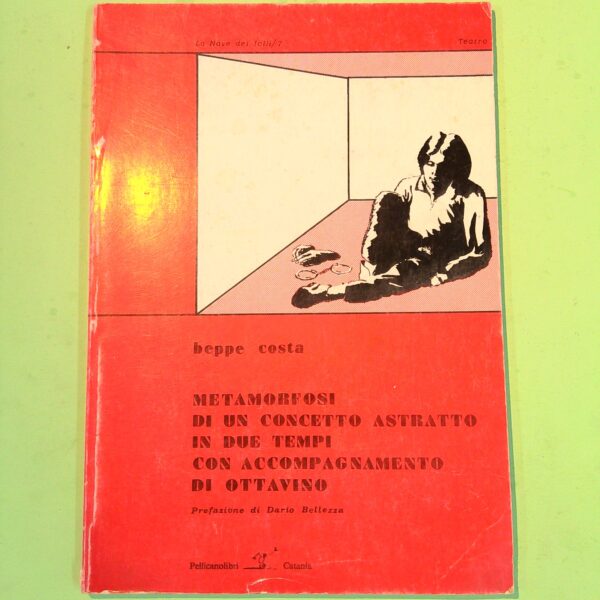 La Nave dei folli/7 Teatro
beppe costa
METAMORFOSI
DI UN CONCETTO ASTRATTO
IN DUE TEMPI
CON ACCOMPAGNAMENTO
DI OTTAVINO
Prefazione di Dario Bellezza
Pellicanolibri Catania